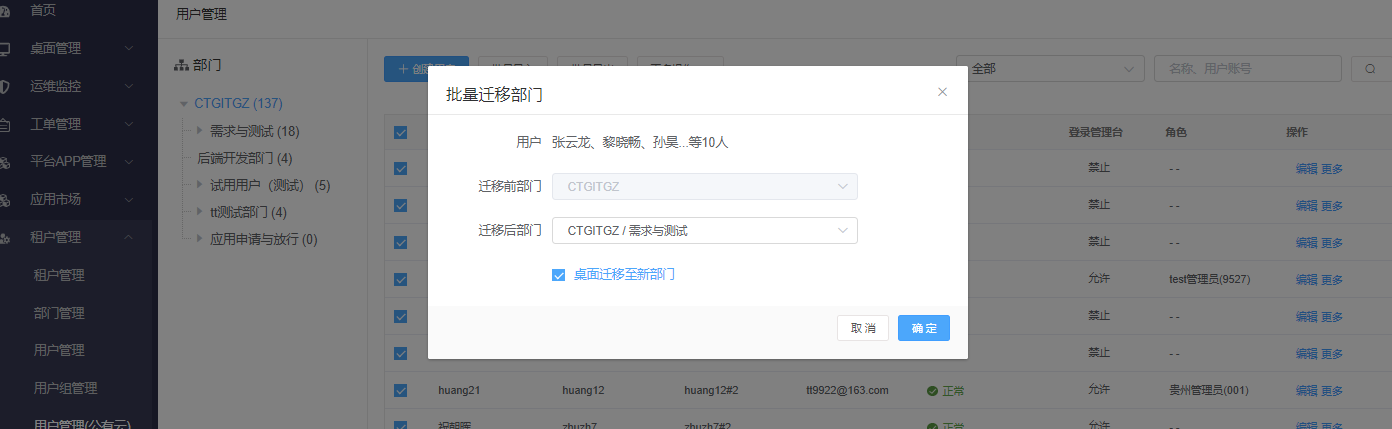 首页
桌面管理
运维监控
工单管理
平台APP管理
应用市场
租户管理
租户管理
部门管理
用户管理
用户组管理
用户管理(公有云)
用户管理
部门
CTGITGZ (137)
需求与测试 (18)
后端开发部门 (4)
试用用户（测试） (5)
tt测试部门 (4)
应用申请与放行 (0)
全部
名称、用户账号
批量迁移部门
用户 张云龙、黎晓畅、孙昊...等10人
迁移前部门 CTGITGZ
迁移后部门 CTGITGZ / 需求与测试
桌面迁移至新部门
取消 确定
登录管理台 角色 操作
禁止 - - 编辑 更多
禁止 - - 编辑 更多
禁止 - - 编辑 更多
允许 test管理员(9527) 编辑 更多
禁止 - - 编辑 更多
禁止 - - 编辑 更多
huang21 huang12 huang12#2 tt9922@163.com 正常 允许 贵州管理员(001) 编辑 更多
祝朝晖 zhuzh7 zhuzh7#2 正常